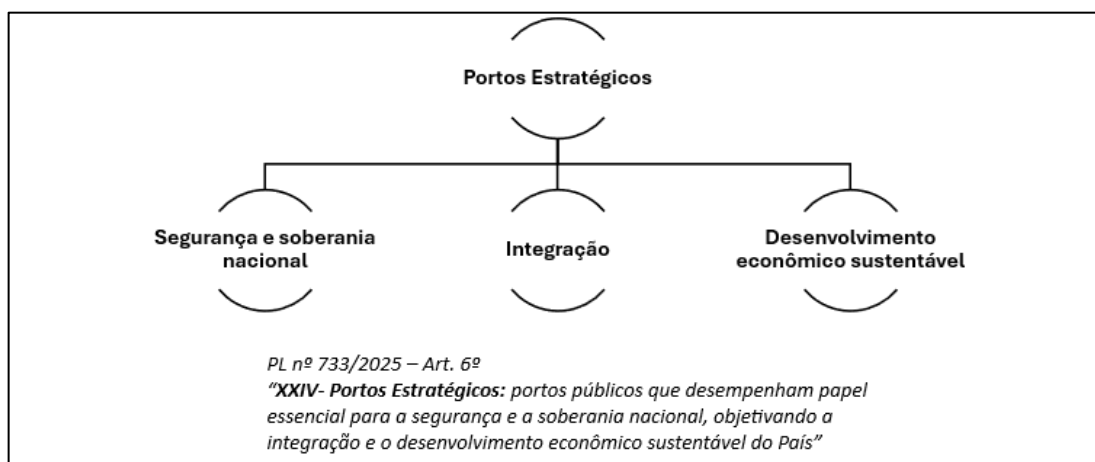 Portos Estratégicos
Segurança e soberania
nacional
Integração
Desenvolvimento
econômico sustentável
PL nº 733/2025 – Art. 6º
“XXIV- Portos Estratégicos: portos públicos que desempenham papel
essencial para a segurança e a soberania nacional, objetivando a
integração e o desenvolvimento econômico sustentável do País”